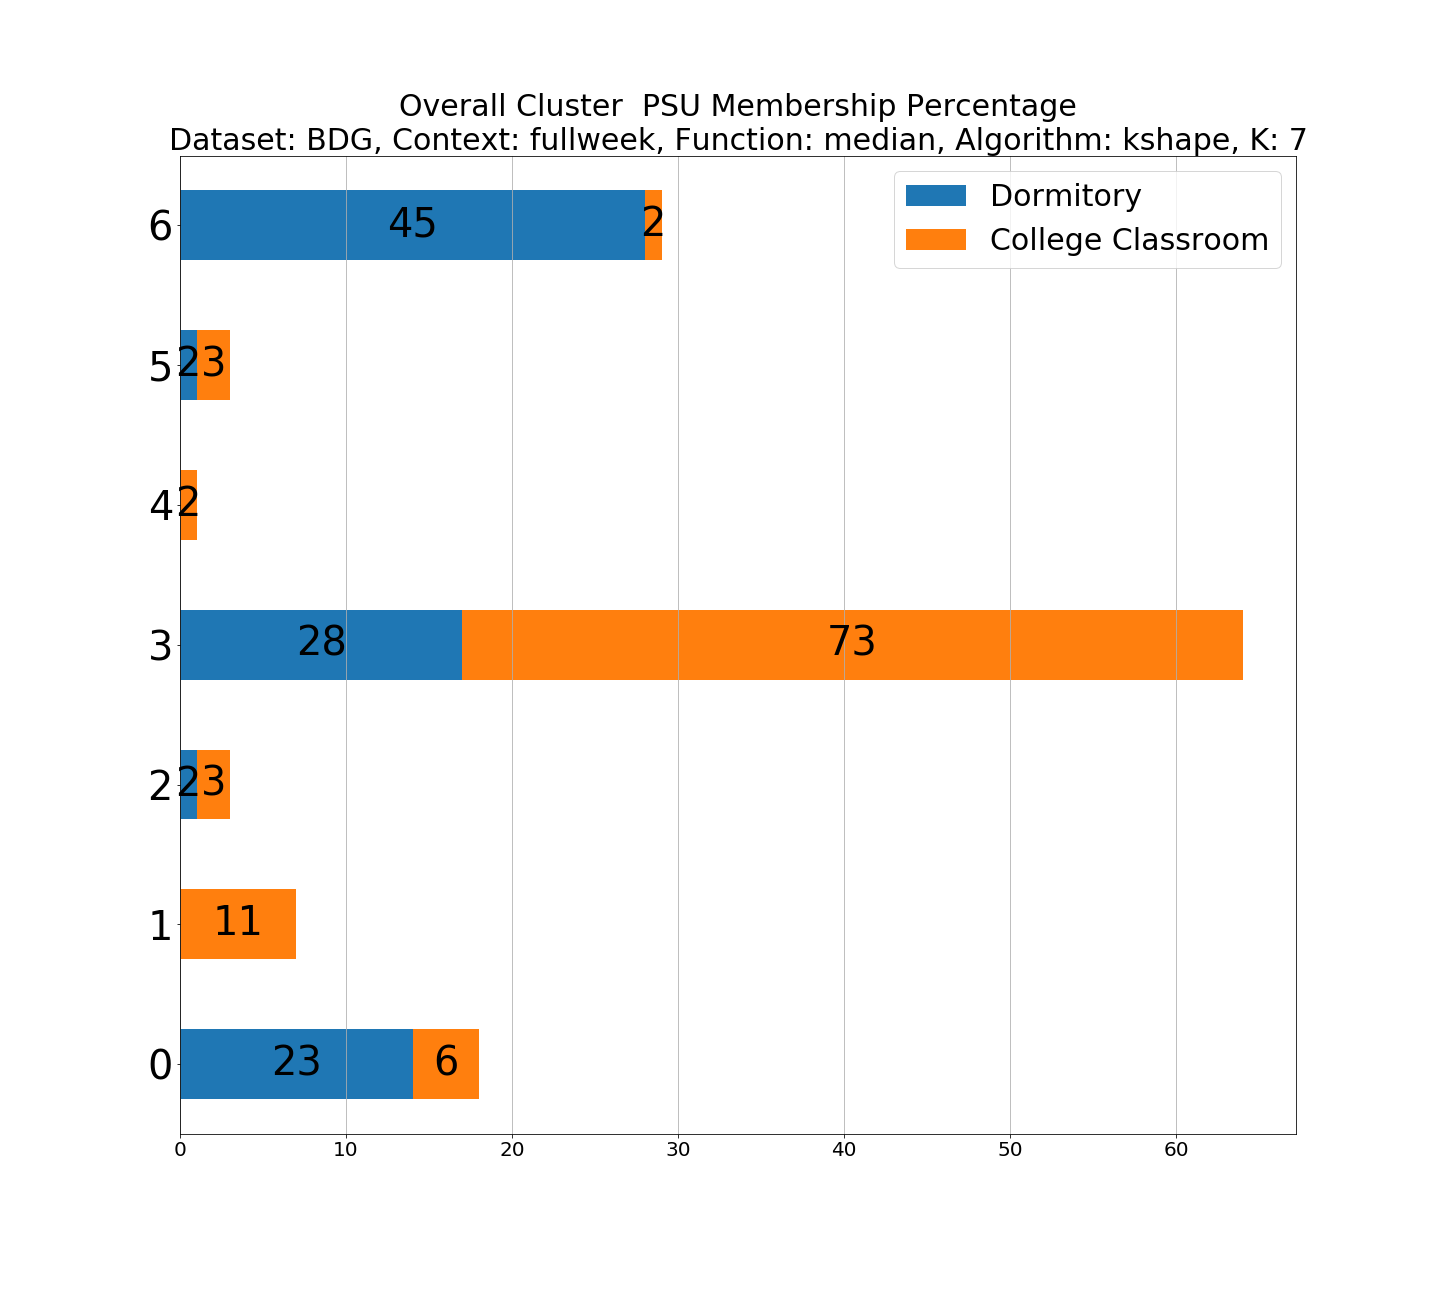 Overall Cluster  PSU Membership Percentage
Dataset: BDG, Context: fullweek, Function: median, Algorithm: kshape, K: 7
Dormitory
College Classroom
6 45 2
5 2 3
4 2
3 28 73
2 2 3
1 11
0 23 6
0 10 20 30 40 50 60